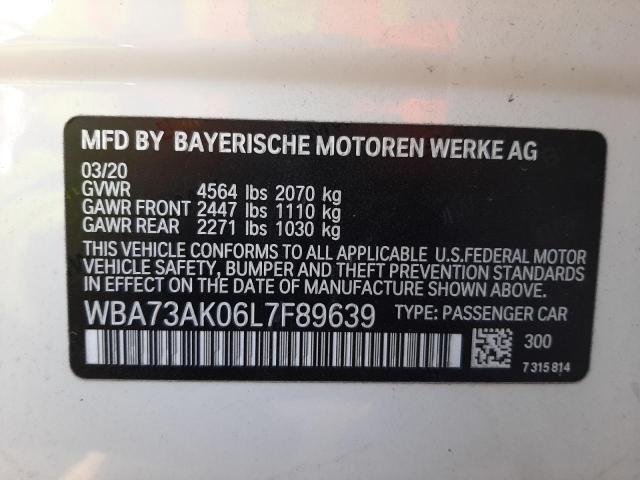 MFD BY BAYERISCHE MOTOREN WERKE AG
03/20
GVWR 4564 lbs 2070 kg
GAWR FRONT 2447 lbs 1110 kg
GAWR REAR 2271 lbs 1030 kg
THIS VEHICLE CONFORMS TO ALL APPLICABLE U.S.FEDERAL MOTOR
VEHICLE SAFETY, BUMPER AND THEFT PREVENTION STANDARDS
IN EFFECT ON THE DATE OF MANUFACTURE SHOWN ABOVE.
WBA73AK06L7F89639 TYPE: PASSENGER CAR
300
7 315 814